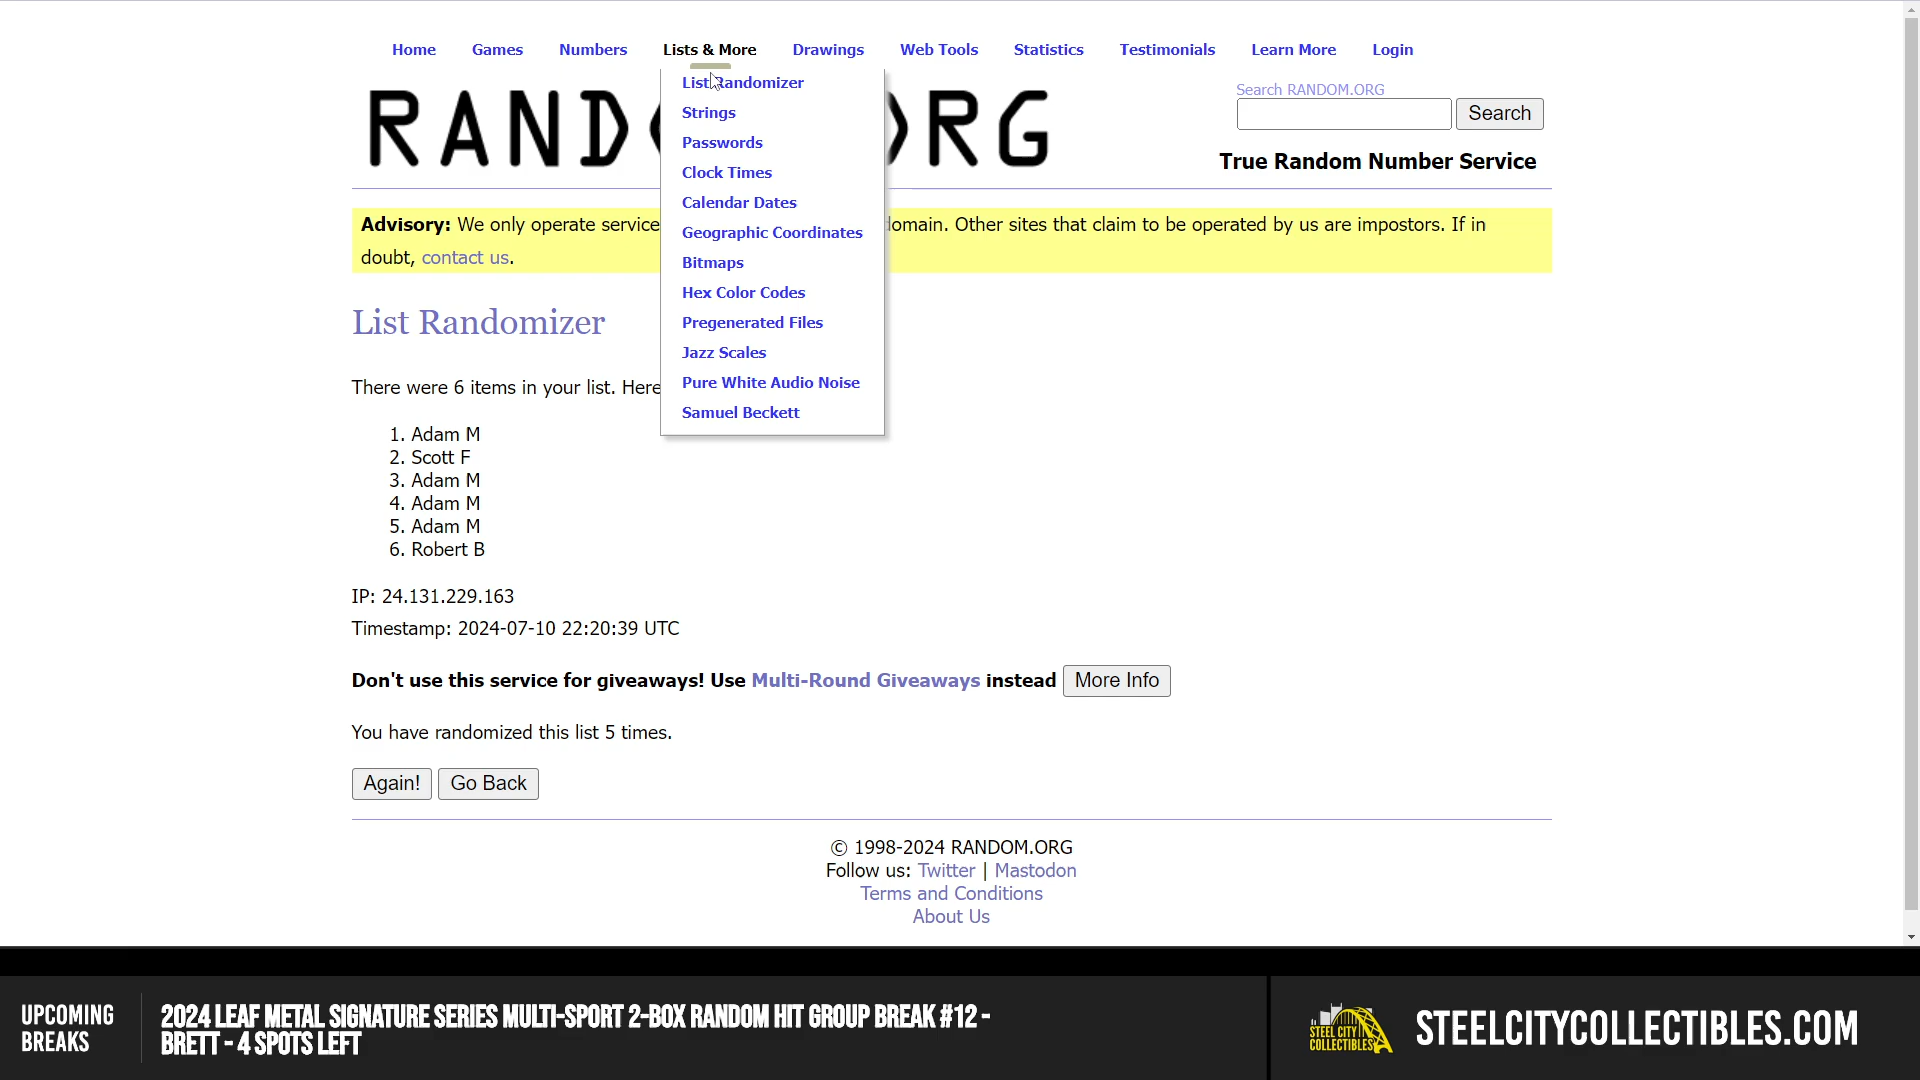 Home Games Numbers Lists & More Drawings Web Tools Statistics Testimonials Learn More Login
List Randomizer
Strings
Passwords
Clock Times
Calendar Dates
Geographic Coordinates
Bitmaps
Hex Color Codes
Pregenerated Files
Jazz Scales
Pure White Audio Noise
Samuel Beckett
RAND RG
Search RANDOM.ORG
Search
True Random Number Service
Advisory: We only operate service domain. Other sites that claim to be operated by us are impostors. If in
doubt, contact us.
List Randomizer
There were 6 items in your list. Here
1. Adam M
2. Scott F
3. Adam M
4. Adam M
5. Adam M
6. Robert B
IP: 24.131.229.163
Timestamp: 2024-07-10 22:20:39 UTC
Don't use this service for giveaways! Use Multi-Round Giveaways instead More Info
You have randomized this list 5 times.
Again! Go Back
© 1998-2024 RANDOM.ORG
Follow us: Twitter | Mastodon
Terms and Conditions
About Us
UPCOMING
BREAKS
2024 LEAF METAL SIGNATURE SERIES MULTI-SPORT 2-BOX RANDOM HIT GROUP BREAK #12 -
BRETT - 4 SPOTS LEFT
STEEL CITY
COLLECTIBLES
STEELCITYCOLLECTIBLES.COM